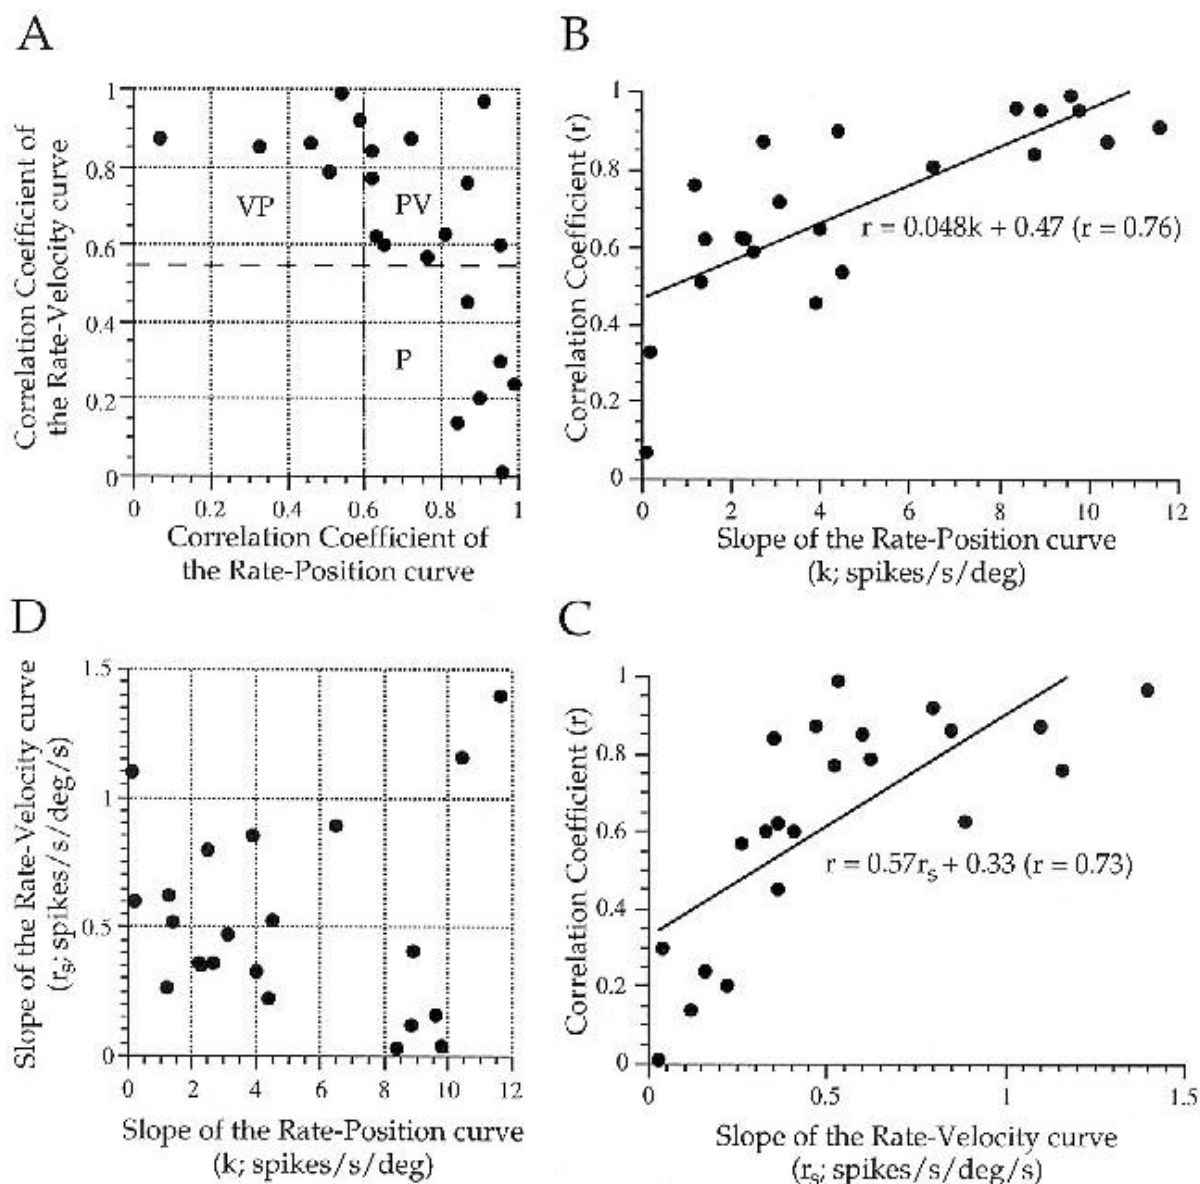 A
Correlation Coefficient of
the Rate-Velocity curve
1
0.8
0.6
0.4
0.2
0
VP
PV
P
0
0.2
0.4
0.6
0.8
1
Correlation Coefficient of
the Rate-Position curve
B
Correlation Coefficient (r)
1
0.8
0.6
0.4
0.2
0
r = 0.048k + 0.47 (r = 0.76)
0
2
4
6
8
10
12
Slope of the Rate-Position curve
(k; spikes/s/deg)
D
Slope of the Rate-Velocity curve
(rs; spikes/s/deg/s)
1.5
1
0.5
0
0
2
4
6
8
10
12
Slope of the Rate-Position curve
(k; spikes/s/deg)
C
Correlation Coefficient (r)
1
0.8
0.6
0.4
0.2
0
r = 0.57rs + 0.33 (r = 0.73)
0
0.5
1
1.5
Slope of the Rate-Velocity curve
(rs; spikes/s/deg/s)